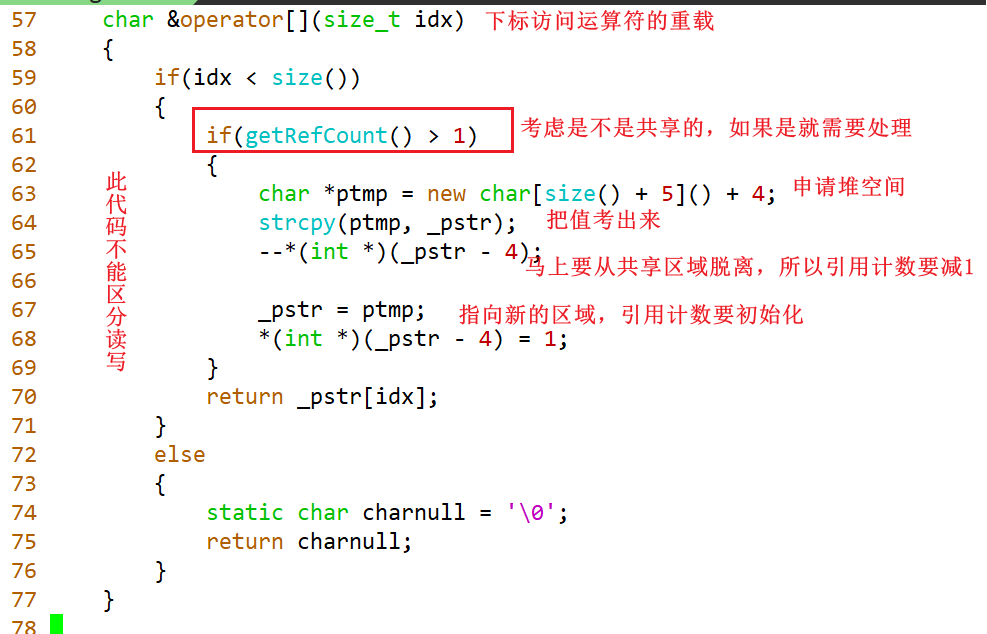 57 char &operator[](size_t idx) 下标访问运算符的重载
58 {
59 if(idx < size())
60 {
61 if(getRefCount() > 1) 考虑是不是共享的，如果是就需要处理
62 {
63 char *ptmp = new char[size() + 5]() + 4; 申请堆空间
64 strcpy(ptmp, _pstr); 把值考出来
65 --*(int *)(_pstr - 4);
66 马上要从共享区域脱离，所以引用计数要减1
67 _pstr = ptmp; 指向新的区域，引用计数要初始化
68 *(int *)(_pstr - 4) = 1;
69 }
70 return _pstr[idx];
71 }
72 else
73 {
74 static char charnull = '\0';
75 return charnull;
76 }
77 }
78
此代码不能区分读写